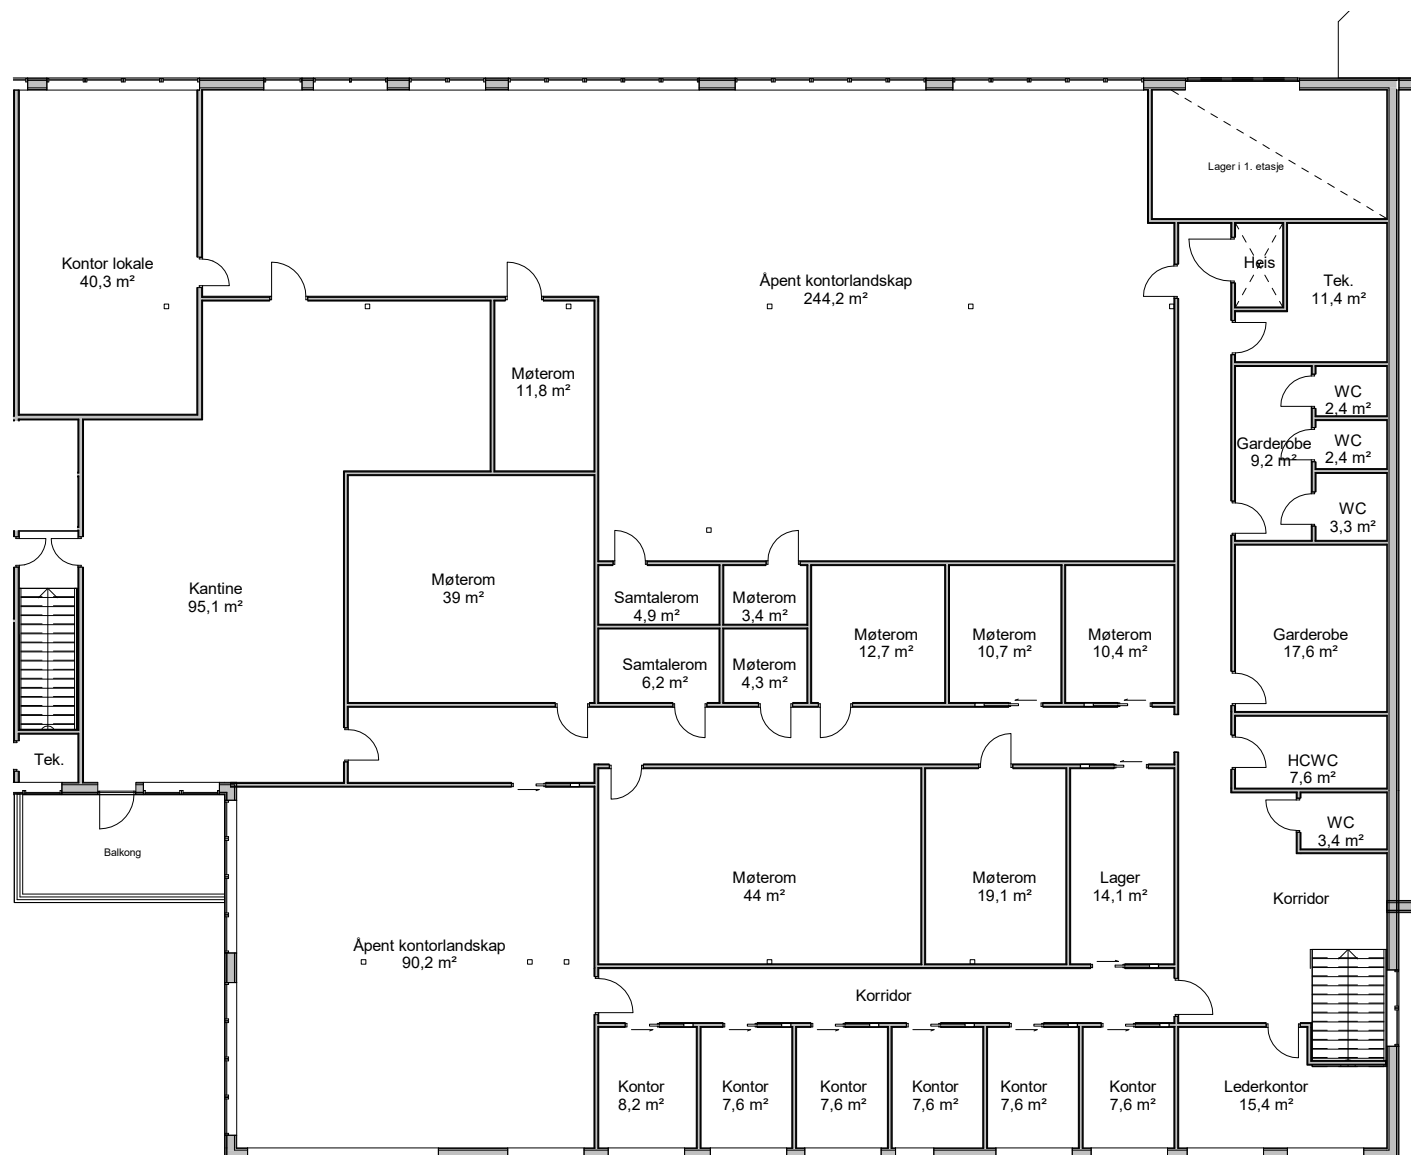 Lager i 1. etasje
Kontor lokale
40,3 m²
Åpent kontorlandskap
244,2 m²
Heis
Tek.
11,4 m²
Møterom
11,8 m²
WC
2,4 m²
Garderobe
9,2 m²
WC
2,4 m²
WC
3,3 m²
Kantine
95,1 m²
Møterom
39 m²
Samtalerom
4,9 m²
Møterom
3,4 m²
Møterom
12,7 m²
Møterom
10,7 m²
Møterom
10,4 m²
Garderobe
17,6 m²
Samtalerom
6,2 m²
Møterom
4,3 m²
Tek.
HCWC
7,6 m²
WC
3,4 m²
Balkong
Møterom
44 m²
Møterom
19,1 m²
Lager
14,1 m²
Korridor
Åpent kontorlandskap
90,2 m²
Korridor
Kontor
8,2 m²
Kontor
7,6 m²
Kontor
7,6 m²
Kontor
7,6 m²
Kontor
7,6 m²
Kontor
7,6 m²
Lederkontor
15,4 m²